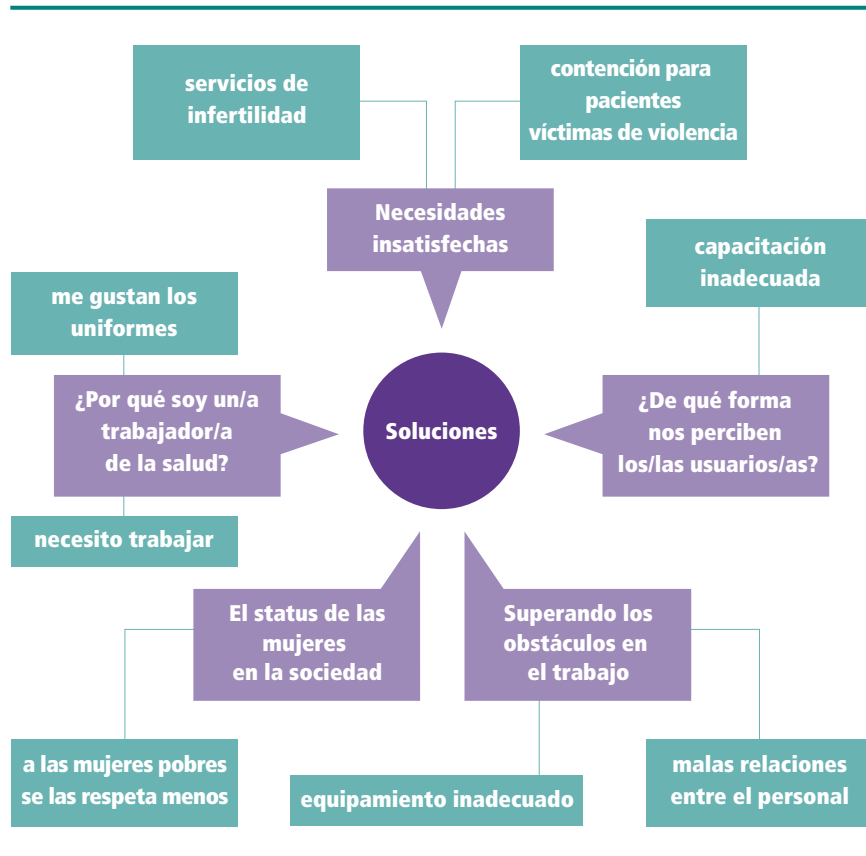 servicios de
infertilidad
contención para
pacientes
víctimas de violencia
Necesidades
insatisfechas
capacitación
inadecuada
me gustan los
uniformes
¿Por qué soy un/a
trabajador/a
de la salud?
Soluciones
¿De qué forma
nos perciben
los/las usuarios/as?
necesito trabajar
El status de las
mujeres
en la sociedad
Superando los
obstáculos en
el trabajo
a las mujeres pobres
se las respeta menos
equipamiento inadecuado
malas relaciones
entre el personal